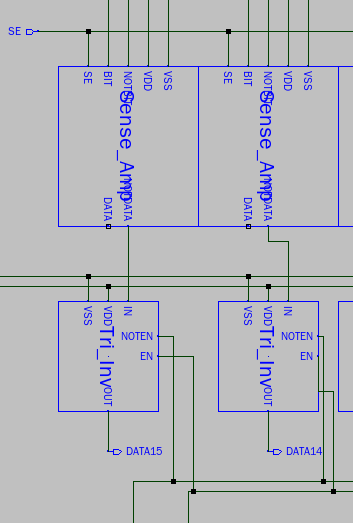 SE
SE
BIT
NOTBIT
VDD
VSS
SE
BIT
NOTBIT
VDD
VSS
Sense_Amp
Sense_Amp
DATA
NOTDATA
DATA
NOTDATA
VSS
VDD
IN
VSS
VDD
IN
Tri_Inv
NOTEN
EN
Tri_Inv
NOTEN
EN
OUT
OUT
DATA15
DATA14